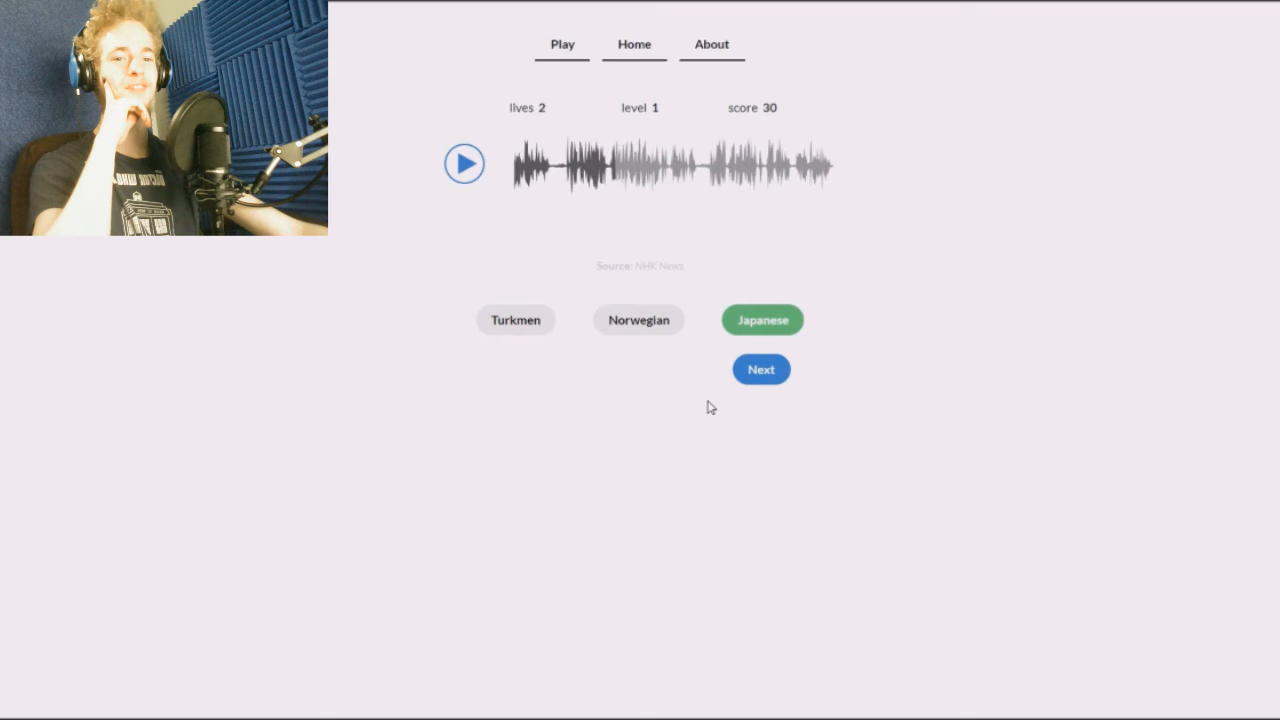 Play Home About
lives 2 level 1 score 30
Source: NHK News
Turkmen Norwegian Japanese
Next